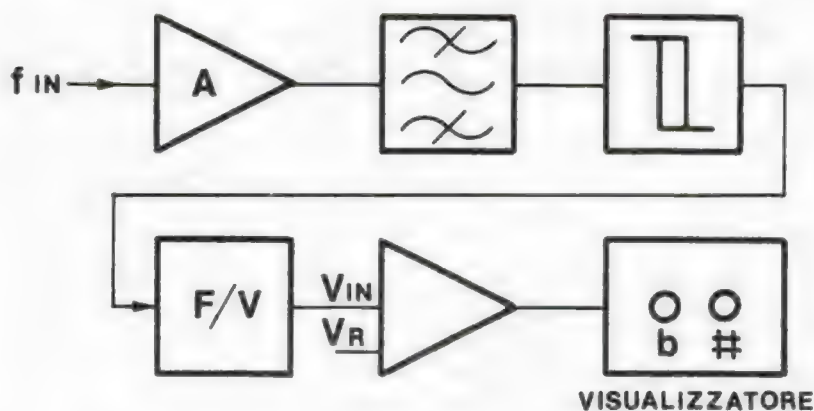 f IN
A
F/V
VIN
VR
b #
VISUALIZZATORE